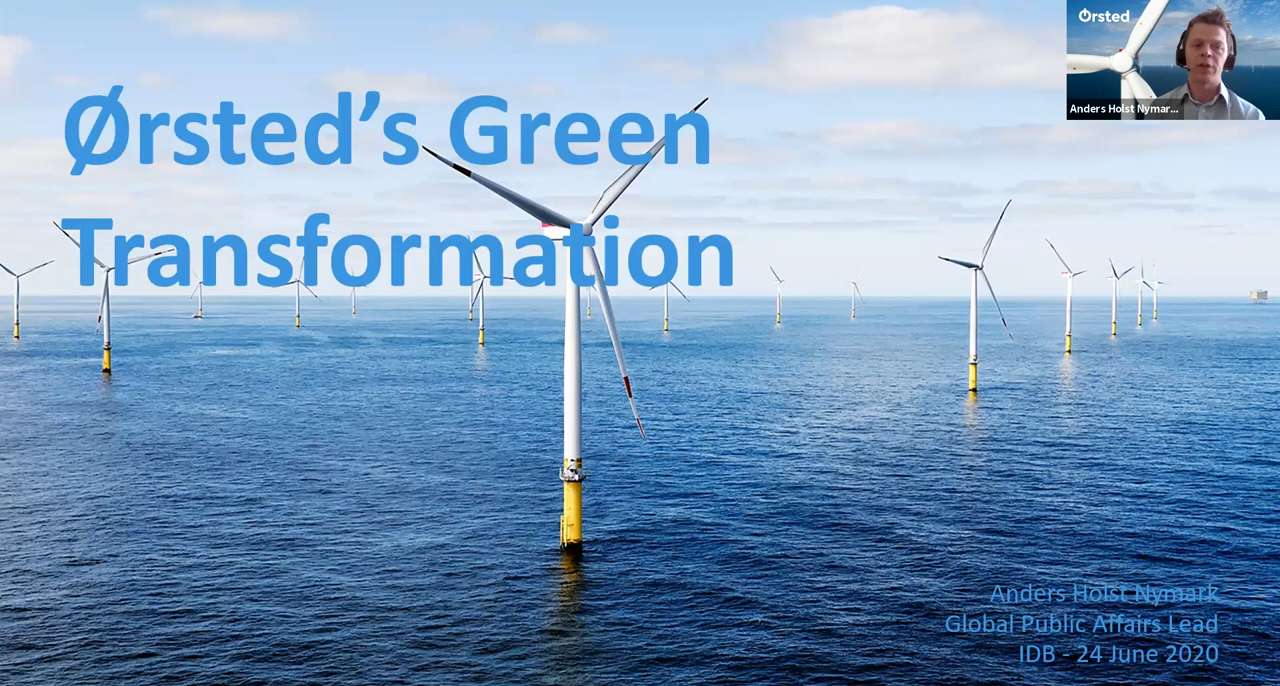 Ørsted’s Green
Transformation
Ørsted
Anders Holst Nymar...
Anders Holst Nymark
Global Public Affairs Lead
IDB - 24 June 2020